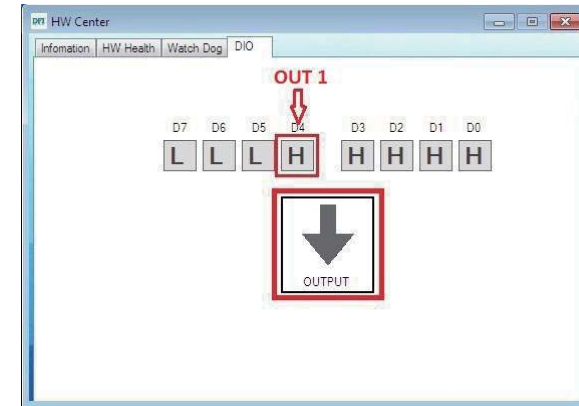 DFI HW Center
Infomation HW Health Watch Dog DIO
OUT 1
D7 D6 D5 D4 D3 D2 D1 D0
L L L H H H H H
OUTPUT